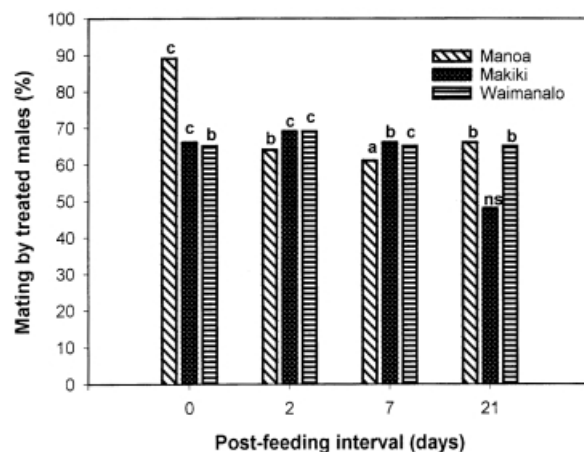 100
90
80
70
60
50
40
30
20
10
0
Mating by treated males (%)
Manoa
Makiki
Waimanalo
c c b
b c c
a b c
b ns b
0 2 7 21
Post-feeding interval (days)